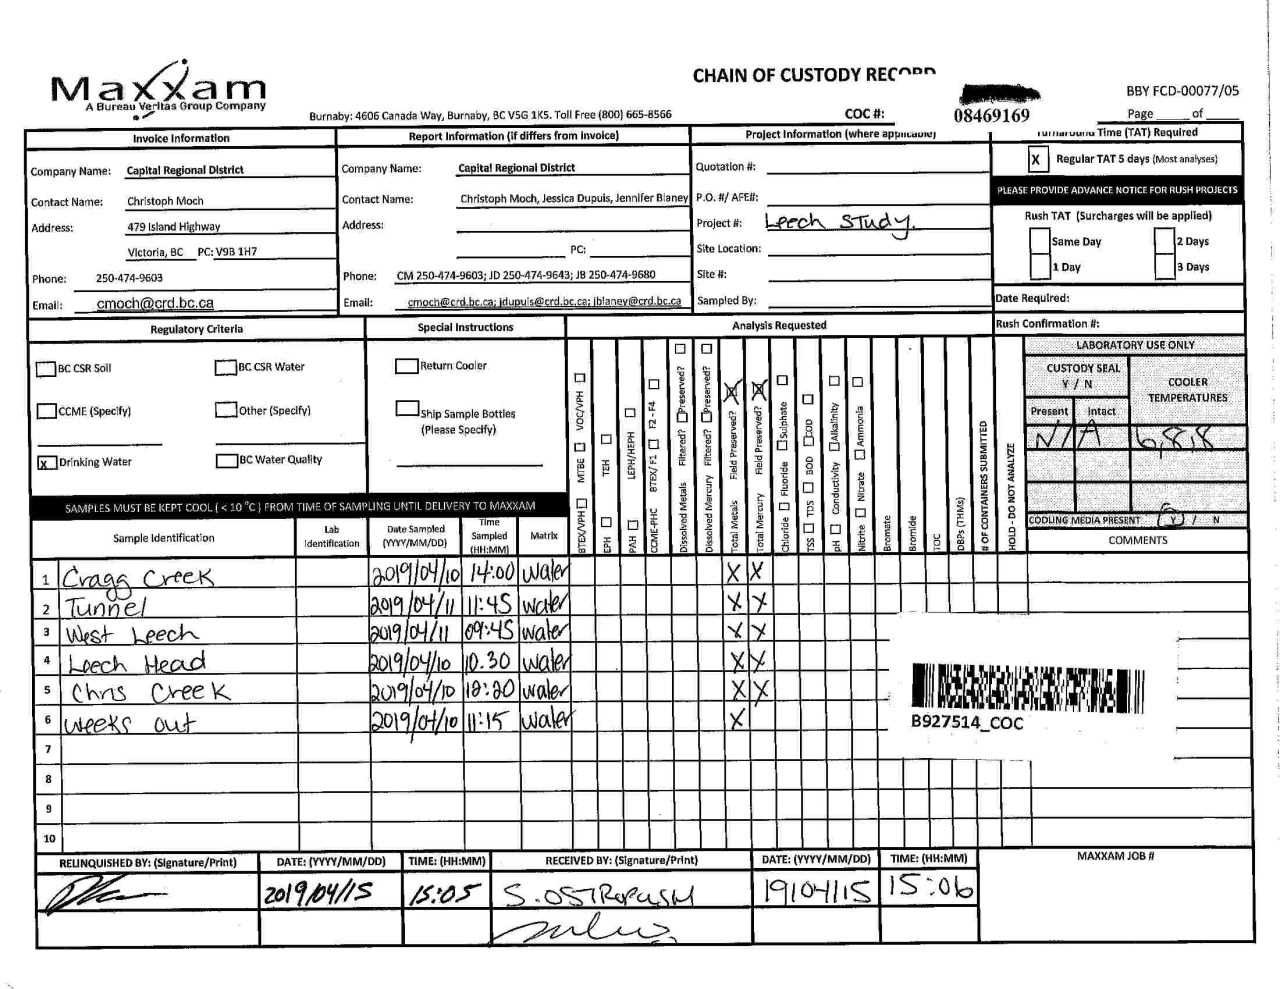 Maxxam
A Bureau Veritas Group Company
Burnaby: 4606 Canada Way, Burnaby, BC V5G 1K5. Toll Free (800) 665-8566
CHAIN OF CUSTODY RECORD
COC #: 08469169
BBY FCD-00077/05
Page ___ of ___
Invoice Information
Company Name: Capital Regional District
Contact Name: Christoph Moch
Address: 479 Island Highway
Victoria, BC PC: V9B 1H7
Phone: 250-474-9603
Email: cmoch@crd.bc.ca
Report Information (if differs from invoice)
Company Name: Capital Regional District
Contact Name: Christoph Moch, Jessica Dupuis, Jennifer Blaney
Address:
PC:
Phone: CM 250-474-9603; JD 250-474-9643; JB 250-474-9680
Email: cmoch@crd.bc.ca; jdupuis@crd.bc.ca; jblaney@crd.bc.ca
Project Information (where applicable)
Quotation #:
P.O. #/ AFE#:
Project #: Leech Study.
Site Location:
Site #:
Sampled By:
Turnaround Time (TAT) Required
X Regular TAT 5 days (Most analyses)
PLEASE PROVIDE ADVANCE NOTICE FOR RUSH PROJECTS
Rush TAT (Surcharges will be applied)
Same Day 2 Days
1 Day 3 Days
Date Required:
Rush Confirmation #:
Regulatory Criteria
BC CSR Soil BC CSR Water
CCME (Specify) Other (Specify)
X Drinking Water BC Water Quality
Special Instructions
Return Cooler
Ship Sample Bottles
(Please Specify)
SAMPLES MUST BE KEPT COOL ( < 10 °C ) FROM TIME OF SAMPLING UNTIL DELIVERY TO MAXXAM
Analysis Requested
BTEX/VPH MTBE VOC/VPH
EPH TEH
PAH LEPH/HEPH
CCME-PHC BTEX/ F1 F2 - F4
Dissolved Metals Filtered? Preserved?
Dissolved Mercury Filtered? Preserved?
Total Metals Field Preserved? X
Total Mercury Field Preserved? X
Chloride Fluoride Sulphate
TSS TDS BOD COD
pH Conductivity Alkalinity
Nitrite Nitrate Ammonia
Bromate
Bromide
TOC
DBPs (THMs)
# OF CONTAINERS SUBMITTED
HOLD - DO NOT ANALYZE
LABORATORY USE ONLY
CUSTODY SEAL
Y / N
Present Intact
COOLER
TEMPERATURES
N/A 6,8,8
COOLING MEDIA PRESENT Y / N
COMMENTS
Sample Identification Lab Identification Date Sampled (YYYY/MM/DD) Time Sampled (HH:MM) Matrix
1 Cragg Creek 2019/04/10 14:00 water X X
2 Tunnel 2019/04/11 11:45 water X X
3 West Leech 2019/04/11 09:45 water X X
4 Leech Head 2019/04/10 10.30 water X X
5 Chris Creek 2019/04/10 water X X
6 weeks out 2019/04/10 11:15 water X
7
8
9
10
B927514_COC
RELINQUISHED BY: (Signature/Print) DATE: (YYYY/MM/DD) TIME: (HH:MM) RECEIVED BY: (Signature/Print) DATE: (YYYY/MM/DD) TIME: (HH:MM) MAXXAM JOB #
2019/04/15 15:05 S. 19/04/15 15:06